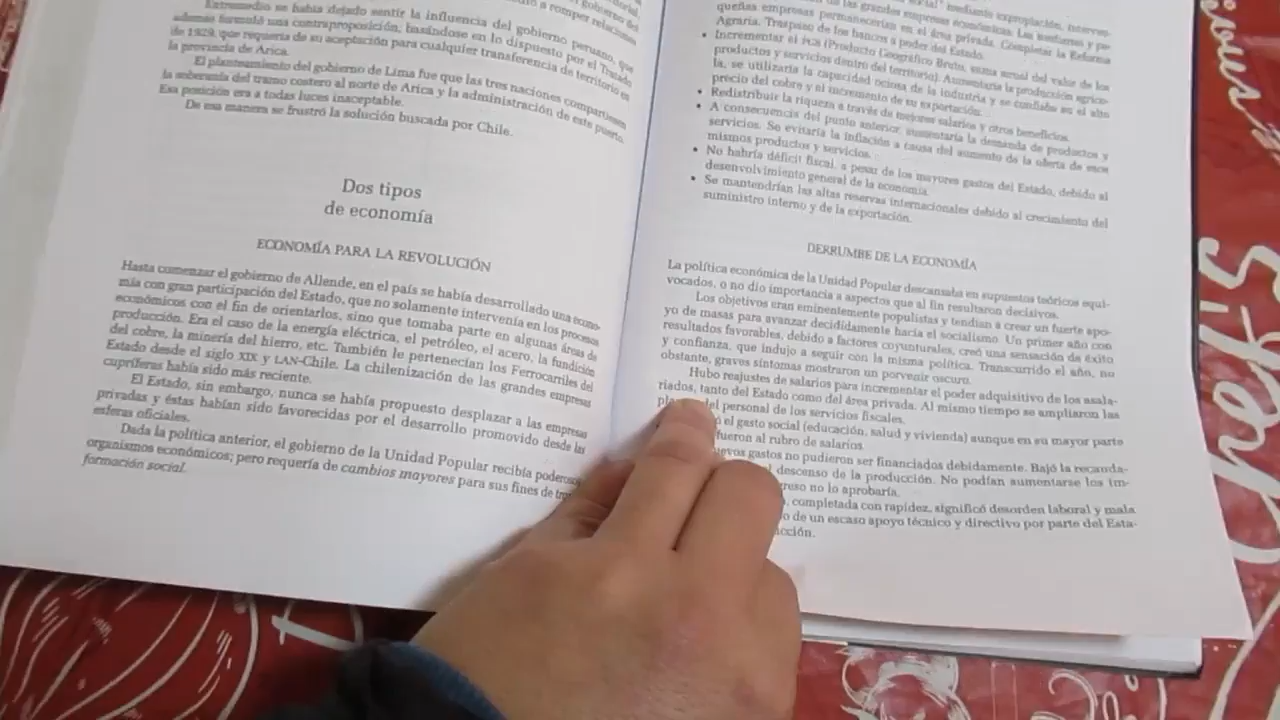 Extremedio se había dejado sentir la influencia del gobierno peruano, que
además formuló una contraproposición, basándose en lo dispuesto por el Tratado
de 1929, que requería de su aceptación para cualquier transferencia de territorio en
la provincia de Arica.
El planteamiento del gobierno de Lima fue que las tres naciones compartiesen
la soberanía del tramo costero al norte de Arica y la administración de este puerto.
Esa posición era a todas luces inaceptable.
De esa manera se frustró la solución buscada por Chile.
Dos tipos
de economía
ECONOMÍA PARA LA REVOLUCIÓN
Hasta comenzar el gobierno de Allende, en el país se había desarrollado una econo-
mía con gran participación del Estado, que no solamente intervenía en los procesos
económicos con el fin de orientarlos, sino que tomaba parte en algunas áreas de
producción. Era el caso de la energía eléctrica, el petróleo, el acero, la fundición
del cobre, la minería del hierro, etc. También le pertenecían los Ferrocarriles del
Estado desde el siglo XIX y LAN-Chile. La chilenización de las grandes empresas
cupríferas había sido más reciente.
El Estado, sin embargo, nunca se había propuesto desplazar a las empresas
privadas y éstas habían sido favorecidas por el desarrollo promovido desde las
esferas oficiales.
Dada la política anterior, el gobierno de la Unidad Popular recibía poderosos
organismos económicos; pero requería de cambios mayores para sus fines de
formación social.
social" mediante expropiación,
de las grandes empresas económicas. Las medianas y pe-
queñas empresas permanecerían en el área privada. Completar la Reforma
Agraria. Traspaso de los bancos a poder del Estado.
• Incrementar el PGB (Producto Geográfico Bruto, suma anual del valor de los
productos y servicios dentro del territorio). Aumentaría la producción agríco-
la, se utilizaría la capacidad ociosa de la industria y se confiaba en el alto
precio del cobre y el incremento de su exportación.
• Redistribuir la riqueza a través de mejores salarios y otros beneficios.
• A consecuencia del punto anterior, aumentaría la demanda de productos y
servicios. Se evitaría la inflación a causa del aumento de la oferta de esos
mismos productos y servicios.
• No habría déficit fiscal, a pesar de los mayores gastos del Estado, debido al
desenvolvimiento general de la economía.
• Se mantendrían las altas reservas internacionales debido al crecimiento del
suministro interno y de la exportación.
DERRUMBE DE LA ECONOMÍA
La política económica de la Unidad Popular descansaba en supuestos teóricos equi-
vocados, o no dio importancia a aspectos que al fin resultaron decisivos.
Los objetivos eran eminentemente populistas y tendían a crear un fuerte apo-
yo de masas para avanzar decididamente hacia el socialismo. Un primer año con
resultados favorables, debido a factores coyunturales, creó una sensación de éxito
y confianza, que indujo a seguir con la misma política. Transcurrido el año, no
obstante, graves síntomas mostraron un porvenir oscuro.
Hubo reajustes de salarios para incrementar el poder adquisitivo de los asala-
riados, tanto del Estado como del área privada. Al mismo tiempo se ampliaron las
del personal de los servicios fiscales.
el gasto social (educación, salud y vivienda) aunque en su mayor parte
fueron al rubro de salarios.
gastos no pudieron ser financiados debidamente. Bajó la recauda-
descenso de la producción. No podían aumentarse los im-
no lo aprobaría.
completada con rapidez, significó desorden laboral y mala
de un escaso apoyo técnico y directivo por parte del Esta-